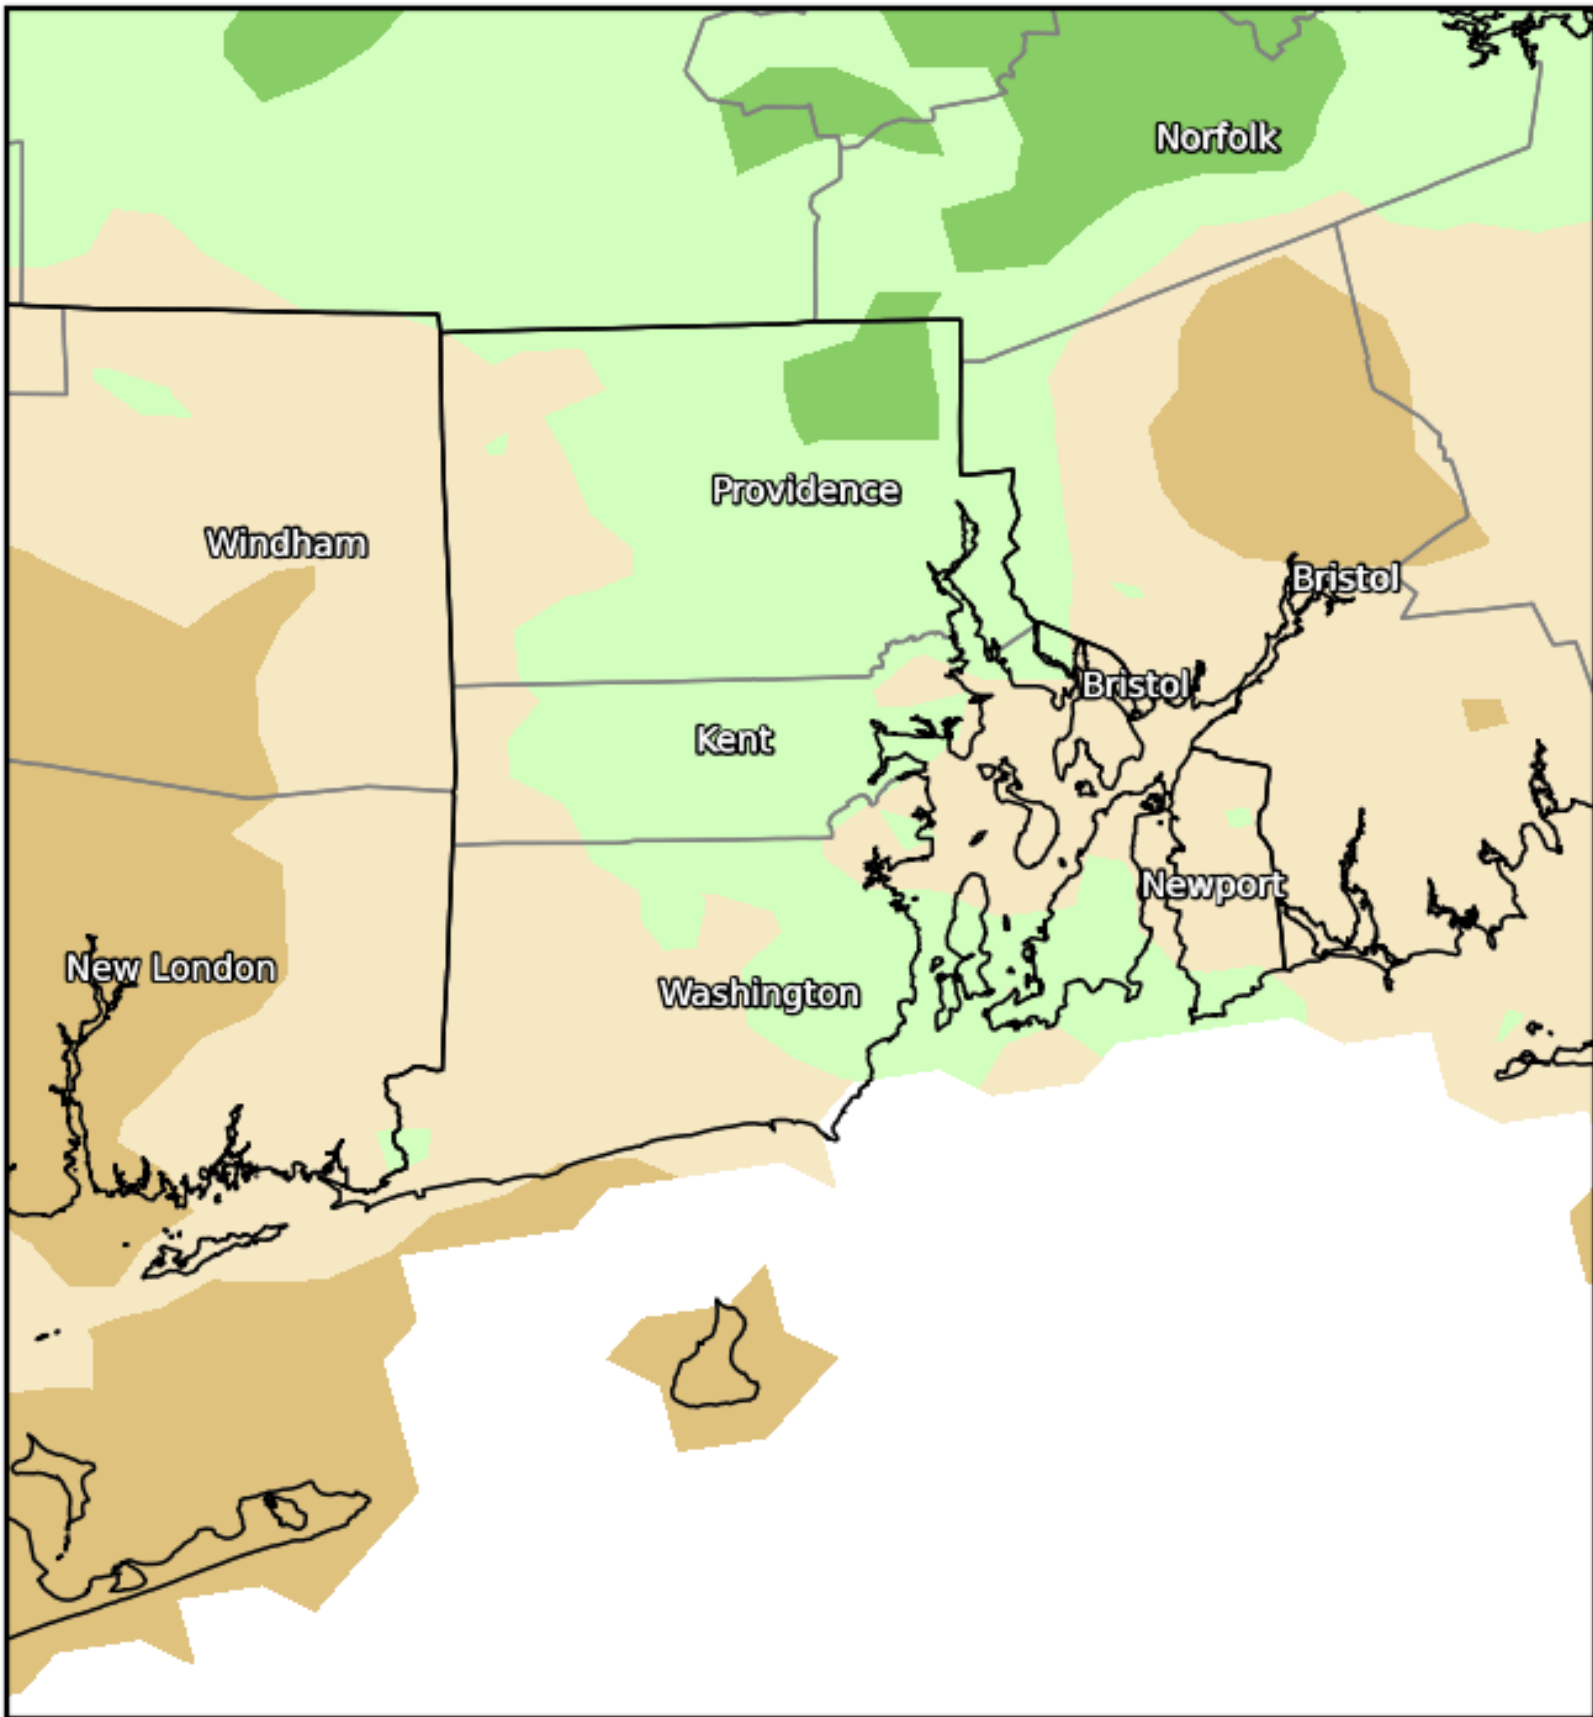 Norfolk
Providence
Windham
Bristol
Bristol
Kent
Newport
New London
Washington